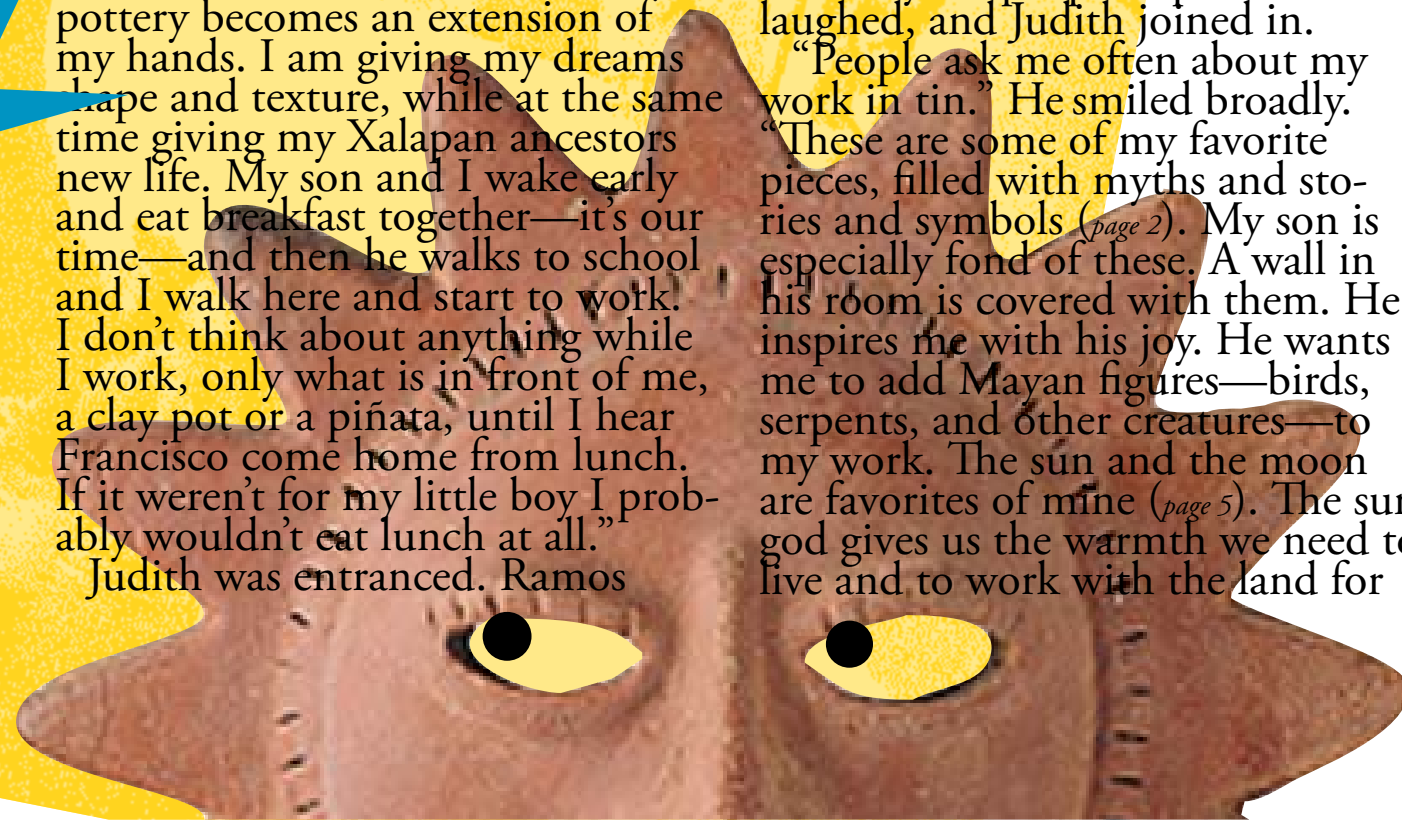 pottery becomes an extension of
my hands. I am giving my dreams
shape and texture, while at the same
time giving my Xalapan ancestors
new life. My son and I wake early
and eat breakfast together—it’s our
time—and then he walks to school
and I walk here and start to work.
I don’t think about anything while
I work, only what is in front of me,
a clay pot or a piñata, until I hear
Francisco come home from lunch.
If it weren’t for my little boy I prob-
ably wouldn’t eat lunch at all.”
Judith was entranced. Ramos
laughed, and Judith joined in.
“People ask me often about my
work in tin.” He smiled broadly.
“These are some of my favorite
pieces, filled with myths and sto-
ries and symbols (page 2). My son is
especially fond of these. A wall in
his room is covered with them. He
inspires me with his joy. He wants
me to add Mayan figures—birds,
serpents, and other creatures—to
my work. The sun and the moon
are favorites of mine (page 5). The sun
god gives us the warmth we need to
live and to work with the land for